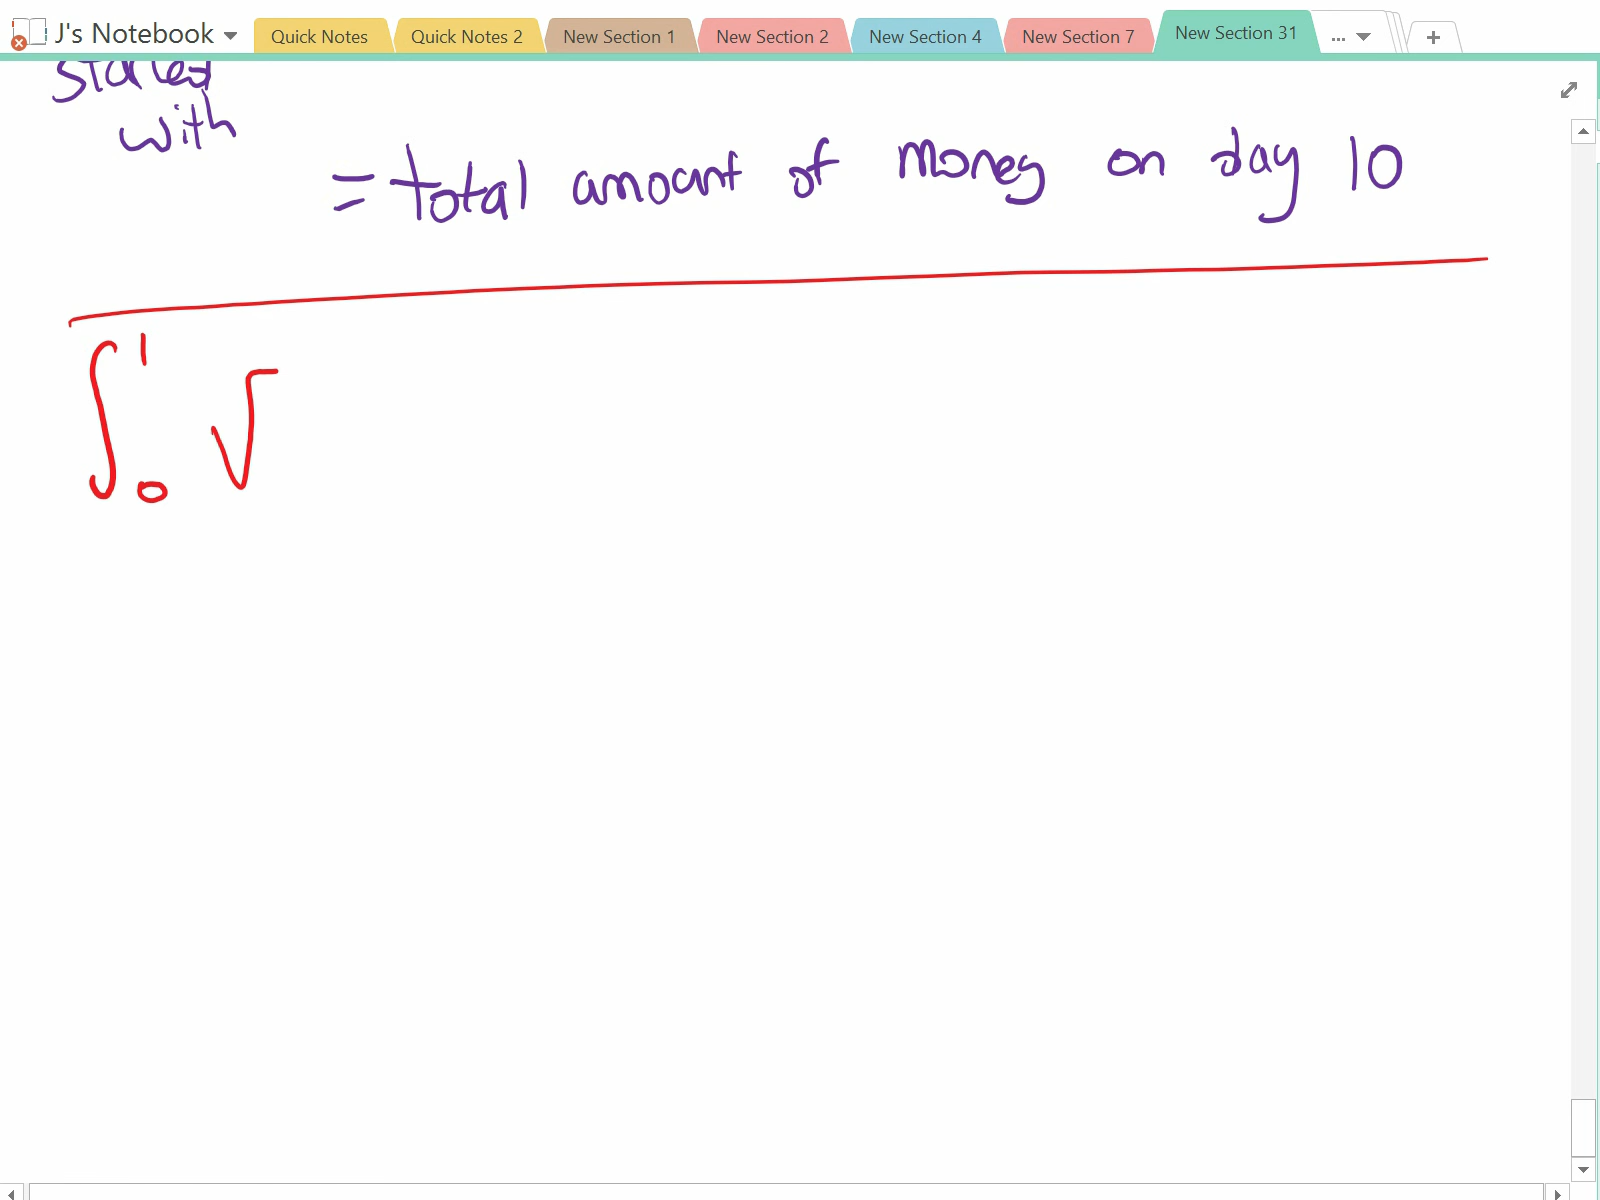 J's Notebook Quick Notes Quick Notes 2 New Section 1 New Section 2 New Section 4 New Section 7 New Section 31 ... +
started
with
= total amount of money on day 10
∫₀¹ √